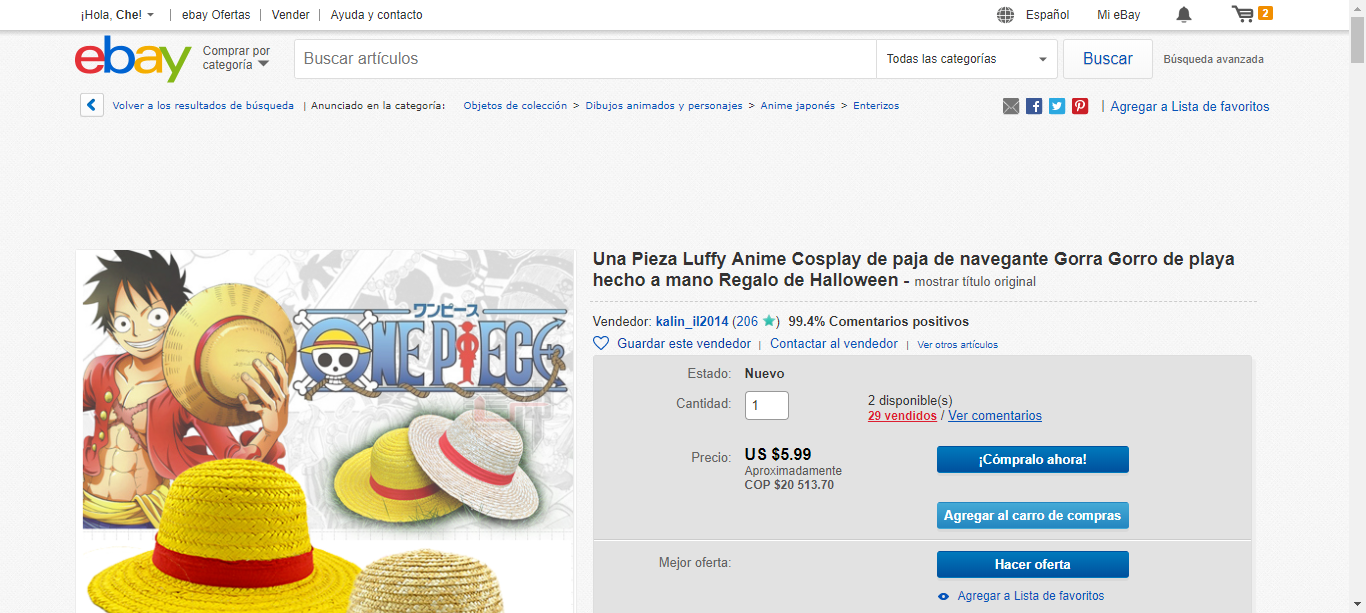 ¡Hola, Che! | ebay Ofertas | Vender | Ayuda y contacto
Español Mi eBay 2
ebay
Comprar por
categoría
Buscar artículos
Todas las categorías
Buscar
Búsqueda avanzada
Volver a los resultados de búsqueda | Anunciado en la categoría: Objetos de colección > Dibujos animados y personajes > Anime japonés > Enterizos
| Agregar a Lista de favoritos
ワンピース
ONE PIECE
Una Pieza Luffy Anime Cosplay de paja de navegante Gorra Gorro de playa
hecho a mano Regalo de Halloween - mostrar título original
Vendedor: kalin_il2014 (206 ★) 99.4% Comentarios positivos
Guardar este vendedor | Contactar al vendedor | Ver otros artículos
Estado: Nuevo
Cantidad: 1
2 disponible(s)
29 vendidos / Ver comentarios
Precio: US $5.99
Aproximadamente
COP $20 513.70
¡Cómpralo ahora!
Agregar al carro de compras
Mejor oferta:
Hacer oferta
Agregar a Lista de favoritos